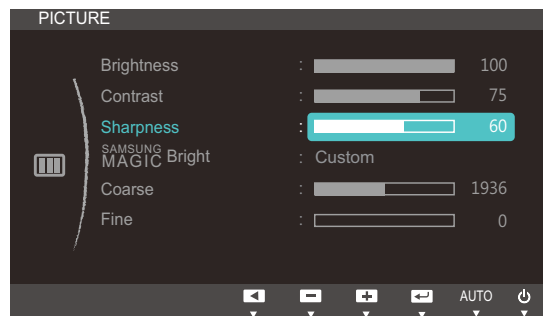 PICTURE
Brightness : 100
Contrast : 75
Sharpness : 60
SAMSUNG MAGIC Bright : Custom
Coarse : 1936
Fine : 0
AUTO